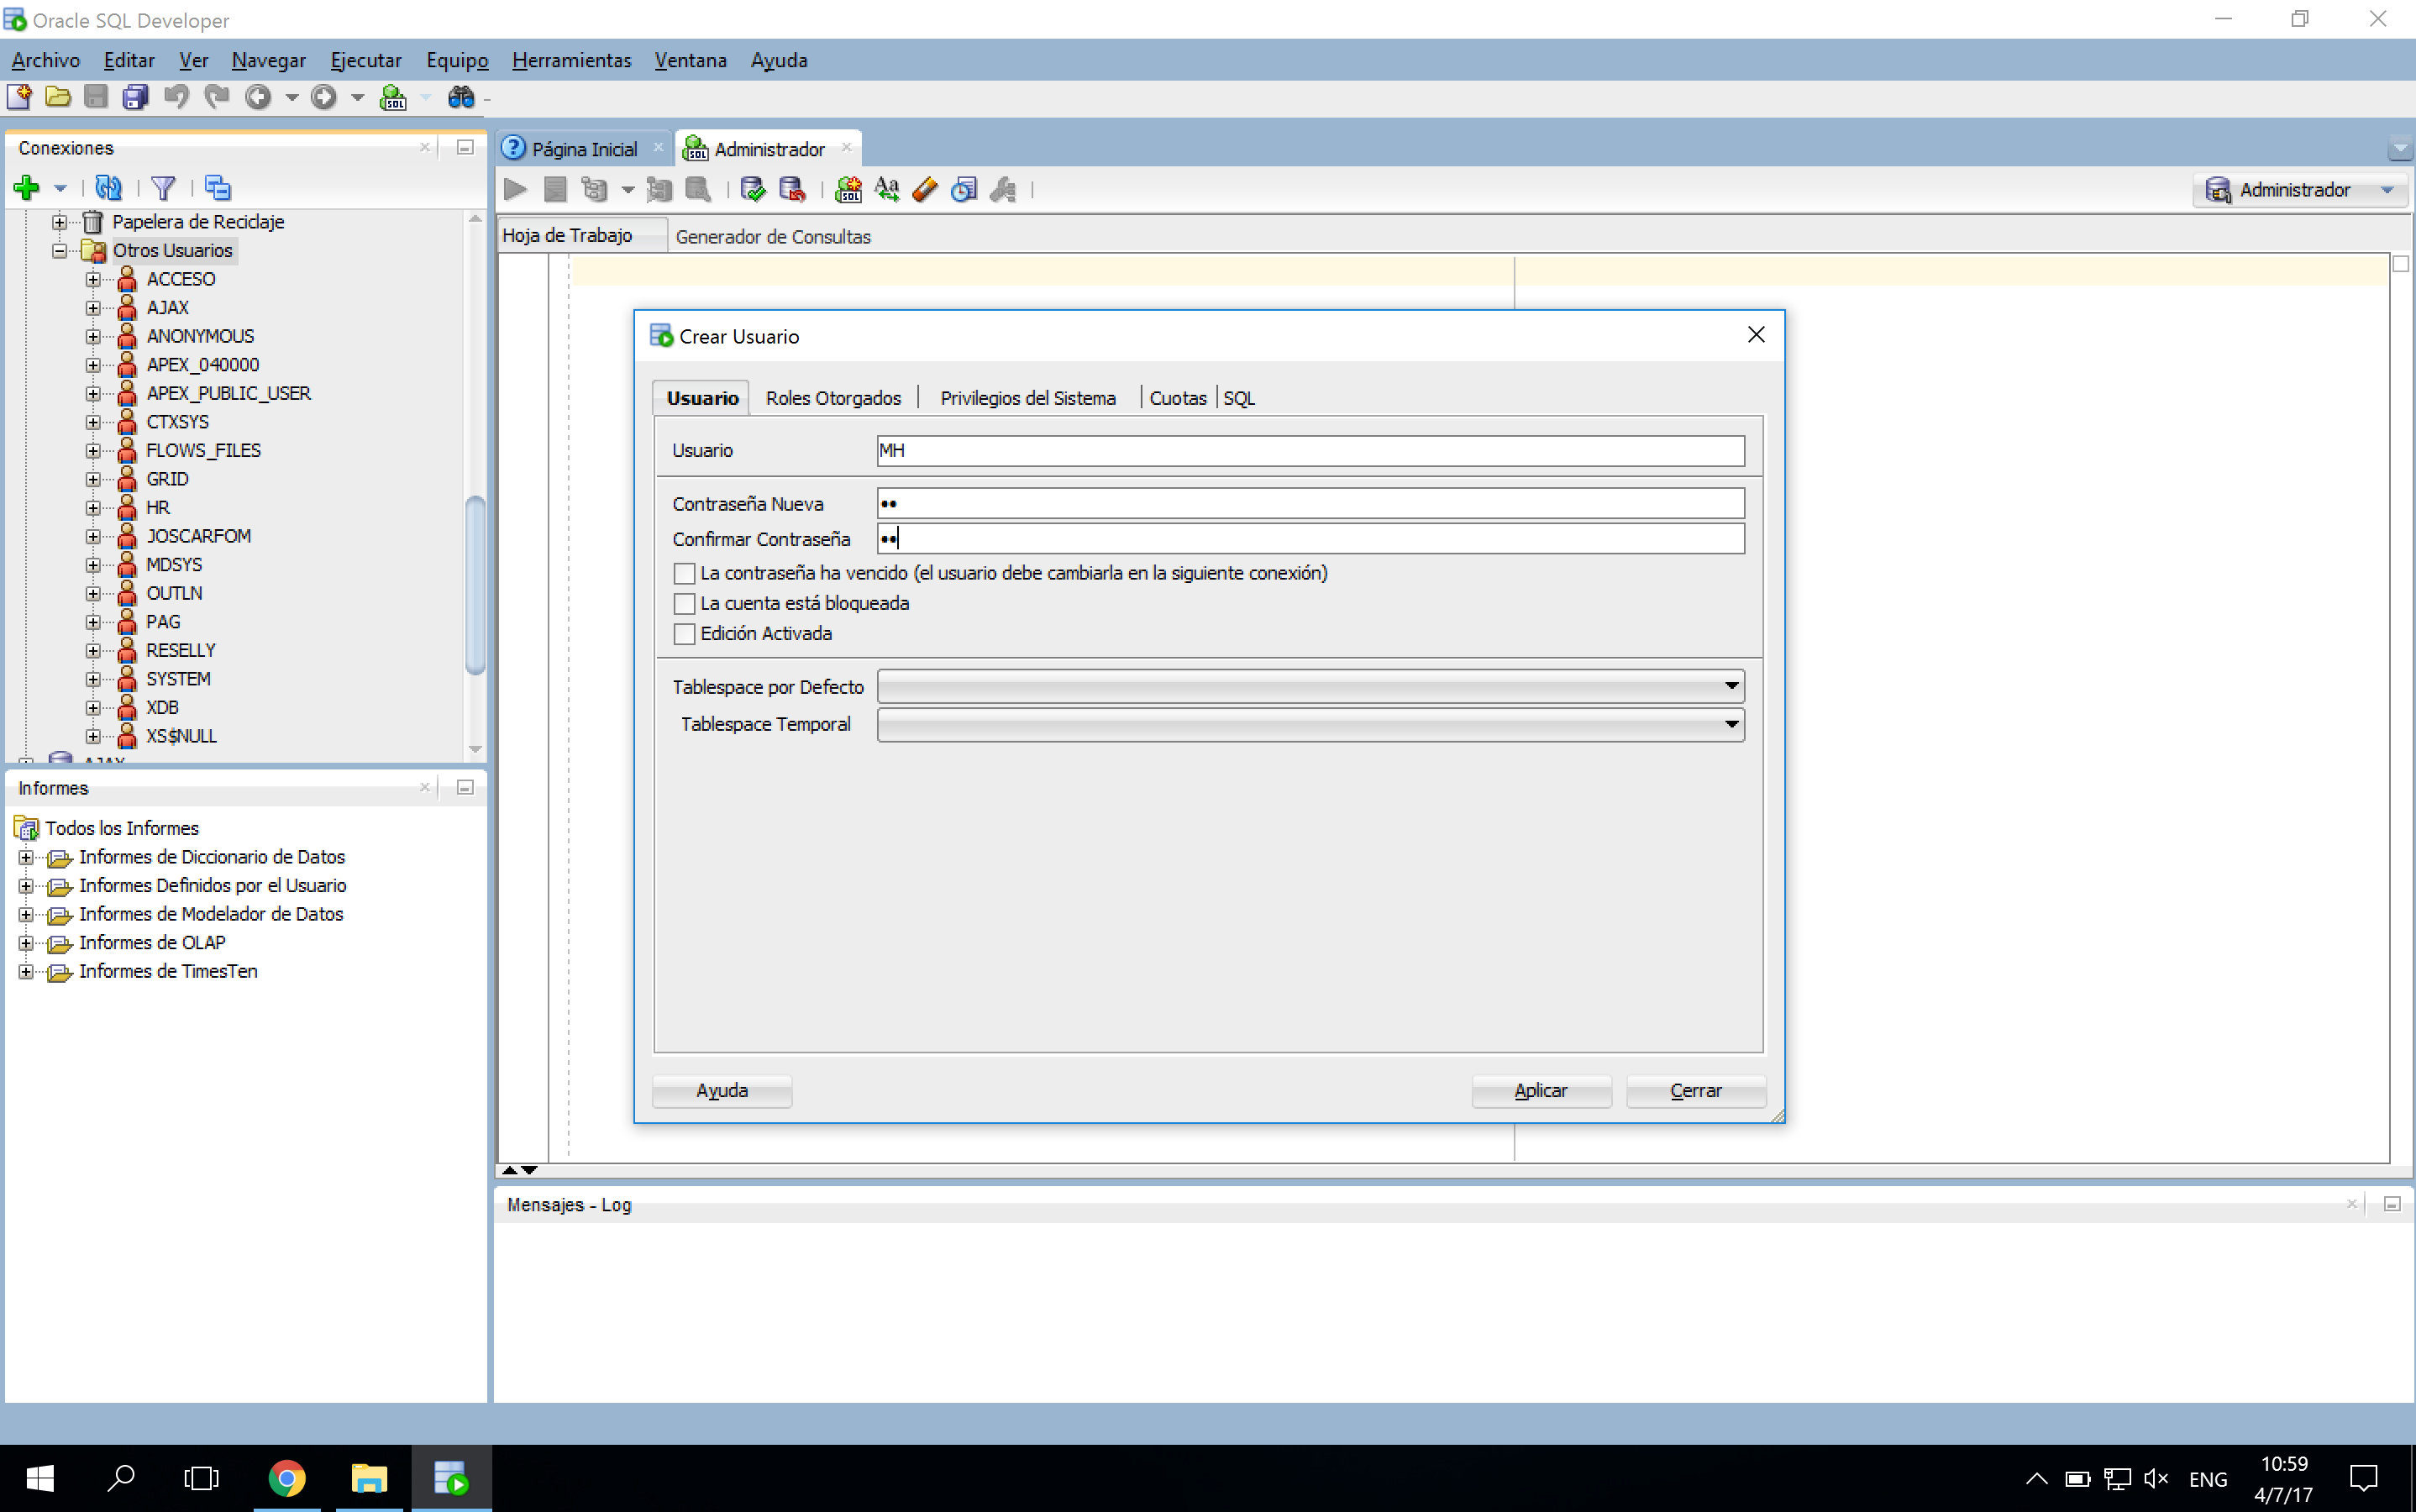 Oracle SQL Developer
Archivo Editar Ver Navegar Ejecutar Equipo Herramientas Ventana Ayuda
Conexiones
Papelera de Reciclaje
Otros Usuarios
ACCESO
AJAX
ANONYMOUS
APEX_040000
APEX_PUBLIC_USER
CTXSYS
FLOWS_FILES
GRID
HR
JOSCARFOM
MDSYS
OUTLN
PAG
RESELLY
SYSTEM
XDB
XS$NULL
AJAX
Informes
Todos los Informes
Informes de Diccionario de Datos
Informes Definidos por el Usuario
Informes de Modelador de Datos
Informes de OLAP
Informes de TimesTen
Página Inicial
Administrador
Administrador
Hoja de Trabajo Generador de Consultas
Crear Usuario
Usuario Roles Otorgados Privilegios del Sistema Cuotas SQL
Usuario MH
Contraseña Nueva ••
Confirmar Contraseña ••
La contraseña ha vencido (el usuario debe cambiarla en la siguiente conexión)
La cuenta está bloqueada
Edición Activada
Tablespace por Defecto
Tablespace Temporal
Ayuda Aplicar Cerrar
Mensajes - Log
ENG
10:59
4/7/17